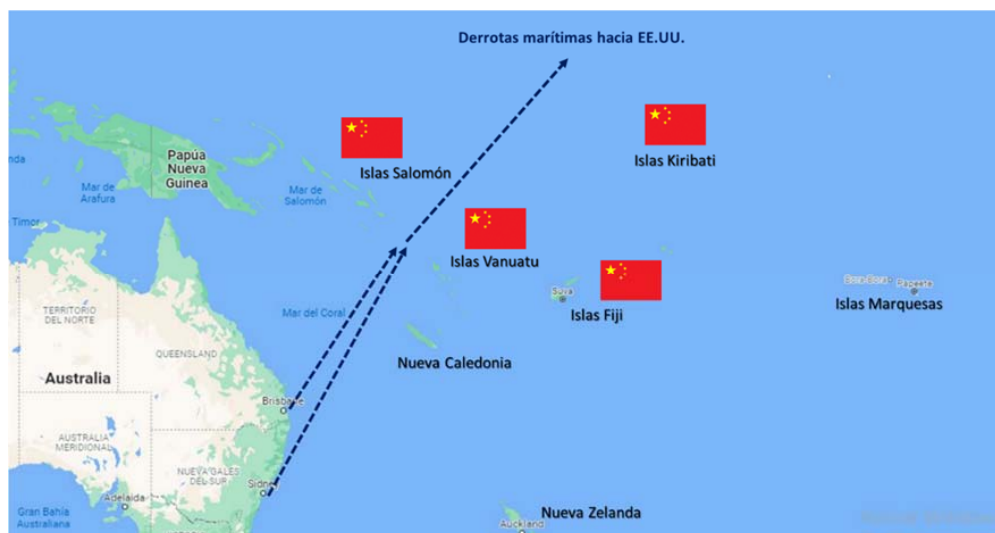 Derrotas marítimas hacia EE.UU.
Papúa
Nueva
Guinea
Islas Salomón
Islas Kiribati
Mar de
Arafura
Mar de
Salomón
Timor
Islas Vanuatu
Suva
Islas Fiji
Bora-Bora
Papeete
Islas Marquesas
TERRITORIO
DEL NORTE
Mar del Coral
QUEENSLAND
Nueva Caledonia
Australia
Brisbane
AUSTRALIA
MERIDIONAL
NUEVA GALES
DEL SUR
Sidne
Adelaida
Gran Bahía
Australiana
Nueva Zelanda
Auckland